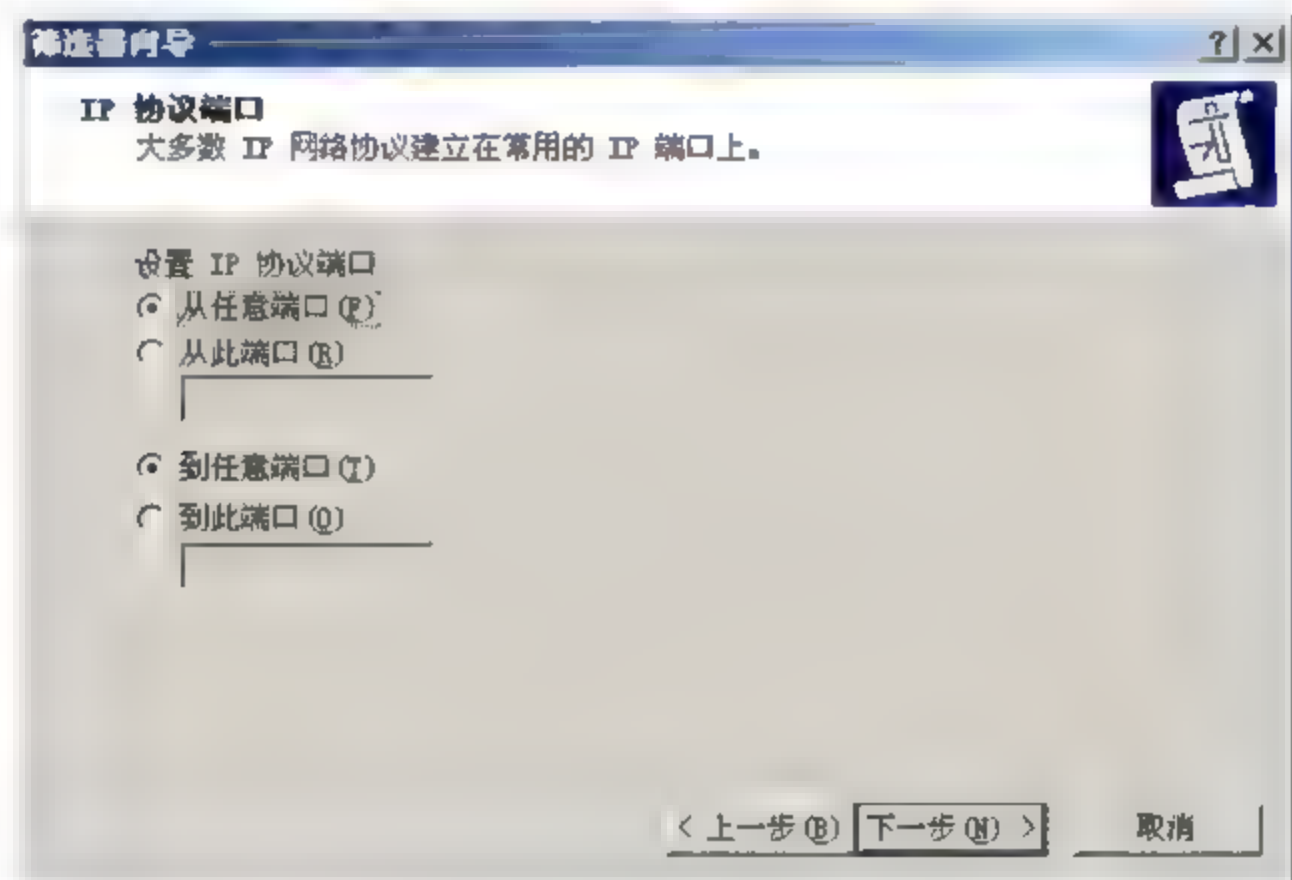 筛选器向导
IP 协议端口
大多数 IP 网络协议建立在常用的 IP 端口上。
设置 IP 协议端口
从任意端口(F)
从此端口(R)
到任意端口(T)
到此端口(O)
< 上一步(B) 下一步(N) > 取消